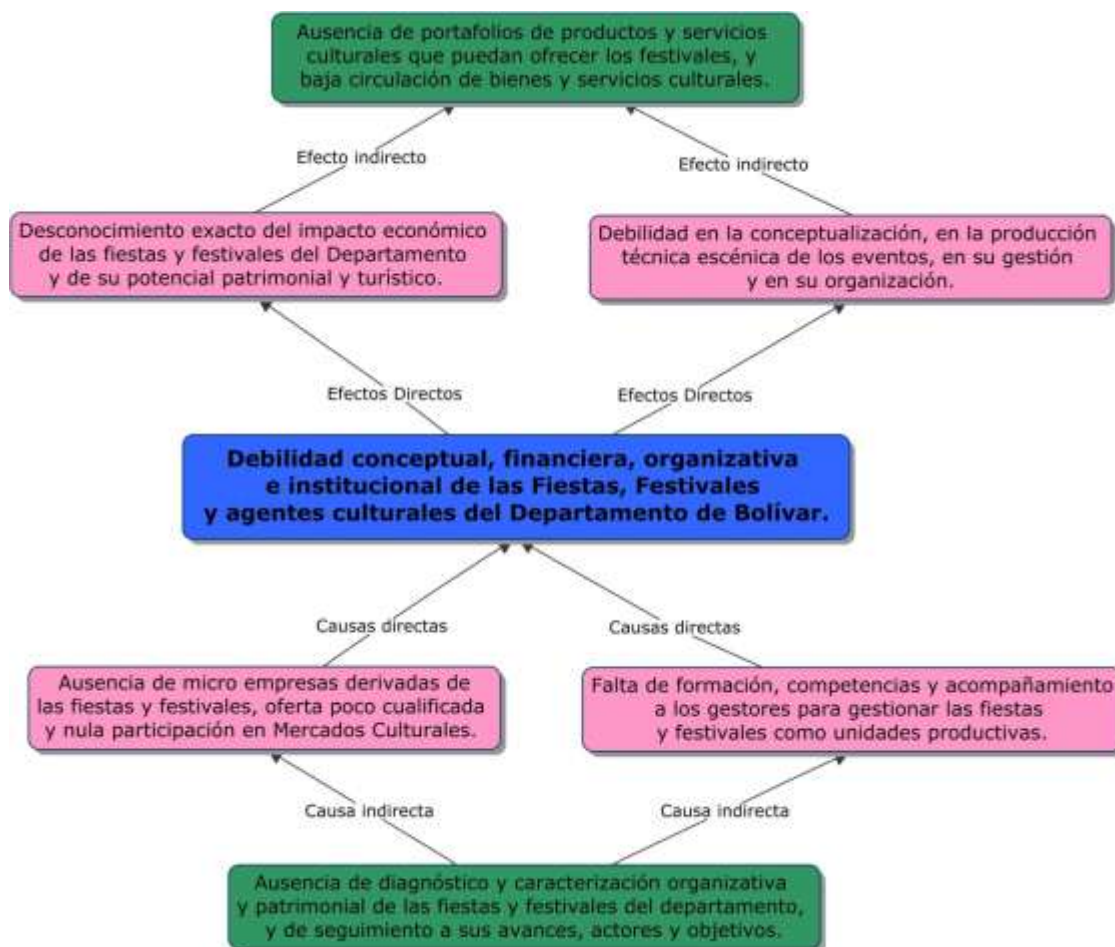 Ausencia de portafolios de productos y servicios
culturales que puedan ofrecer los festivales, y
baja circulación de bienes y servicios culturales.
Efecto indirecto
Efecto indirecto
Desconocimiento exacto del impacto económico
de las fiestas y festivales del Departamento
y de su potencial patrimonial y turístico.
Debilidad en la conceptualización, en la producción
técnica escénica de los eventos, en su gestión
y en su organización.
Efectos Directos
Efectos Directos
Debilidad conceptual, financiera, organizativa
e institucional de las Fiestas, Festivales
y agentes culturales del Departamento de Bolívar.
Causas directas
Causas directas
Ausencia de micro empresas derivadas de
las fiestas y festivales, oferta poco cualificada
y nula participación en Mercados Culturales.
Falta de formación, competencias y acompañamiento
a los gestores para gestionar las fiestas
y festivales como unidades productivas.
Causa indirecta
Causa indirecta
Ausencia de diagnóstico y caracterización organizativa
y patrimonial de las fiestas y festivales del departamento,
y de seguimiento a sus avances, actores y objetivos.